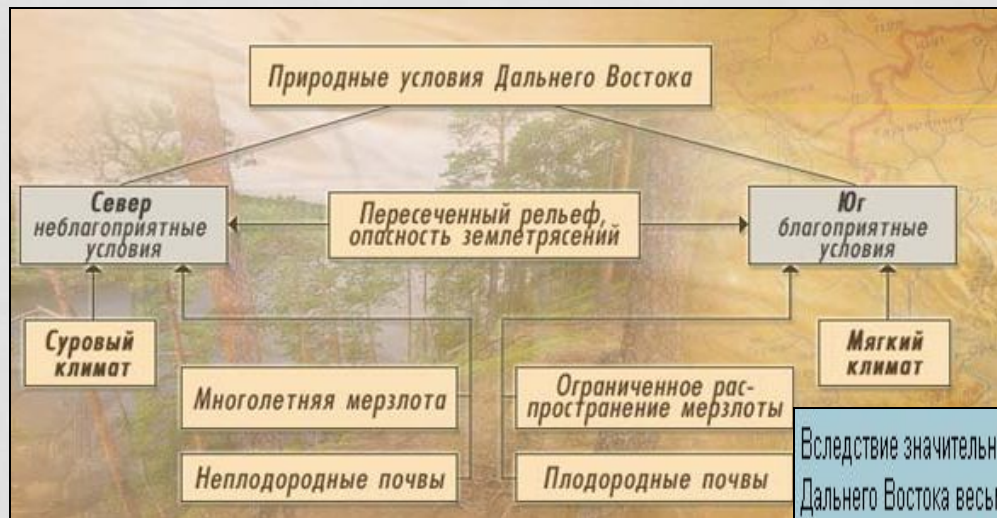 Природные условия Дальнего Востока
Север
неблагоприятные
условия
Пересеченный рельеф,
опасность землетрясений
Юг
благоприятные
условия
Суровый
климат
Мягкий
климат
Многолетняя мерзлота
Ограниченное рас-
пространение мерзлоты
Неплодородные почвы
Плодородные почвы
Вследствие
Дальнего Востока